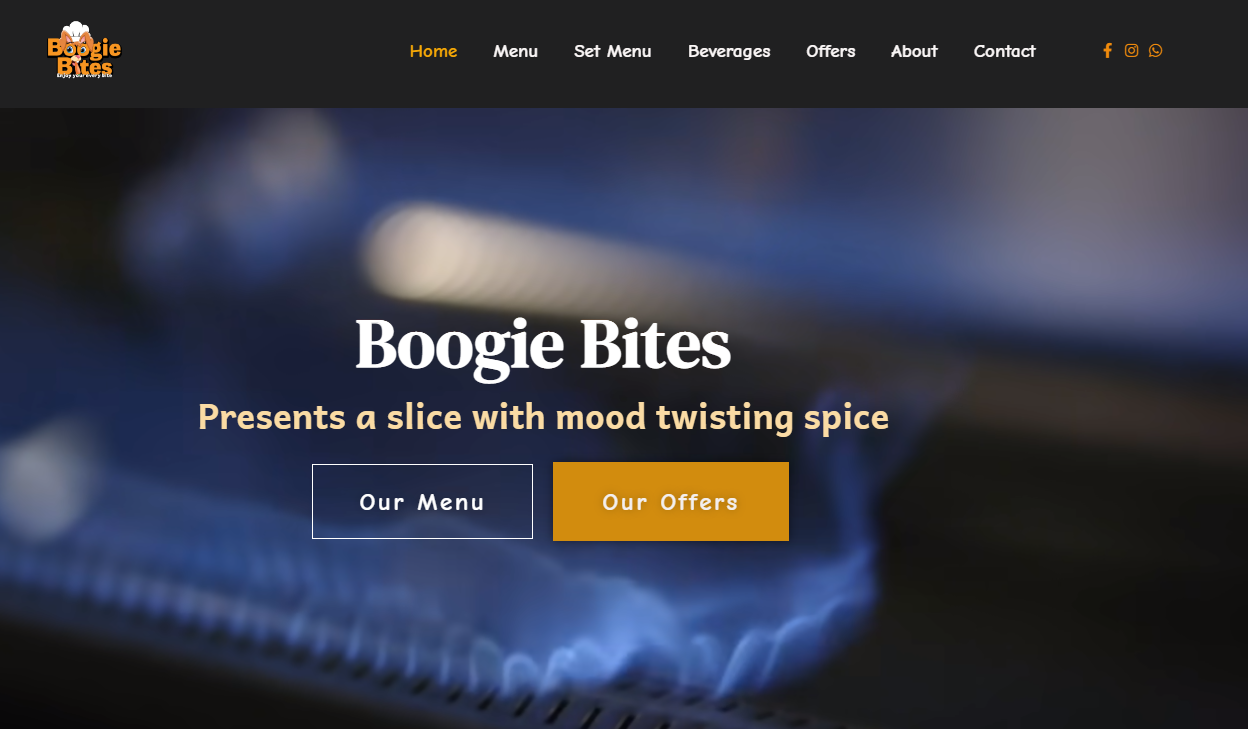 Boogie
Bites
Enjoy your every Bite
Home Menu Set Menu Beverages Offers About Contact
Boogie Bites
Presents a slice with mood twisting spice
Our Menu Our Offers